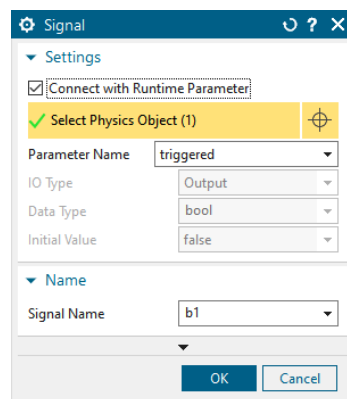 Signal
Settings
Connect with Runtime Parameter
Select Physics Object (1)
Parameter Name triggered
IO Type Output
Data Type bool
Initial Value false
Name
Signal Name b1
OK Cancel